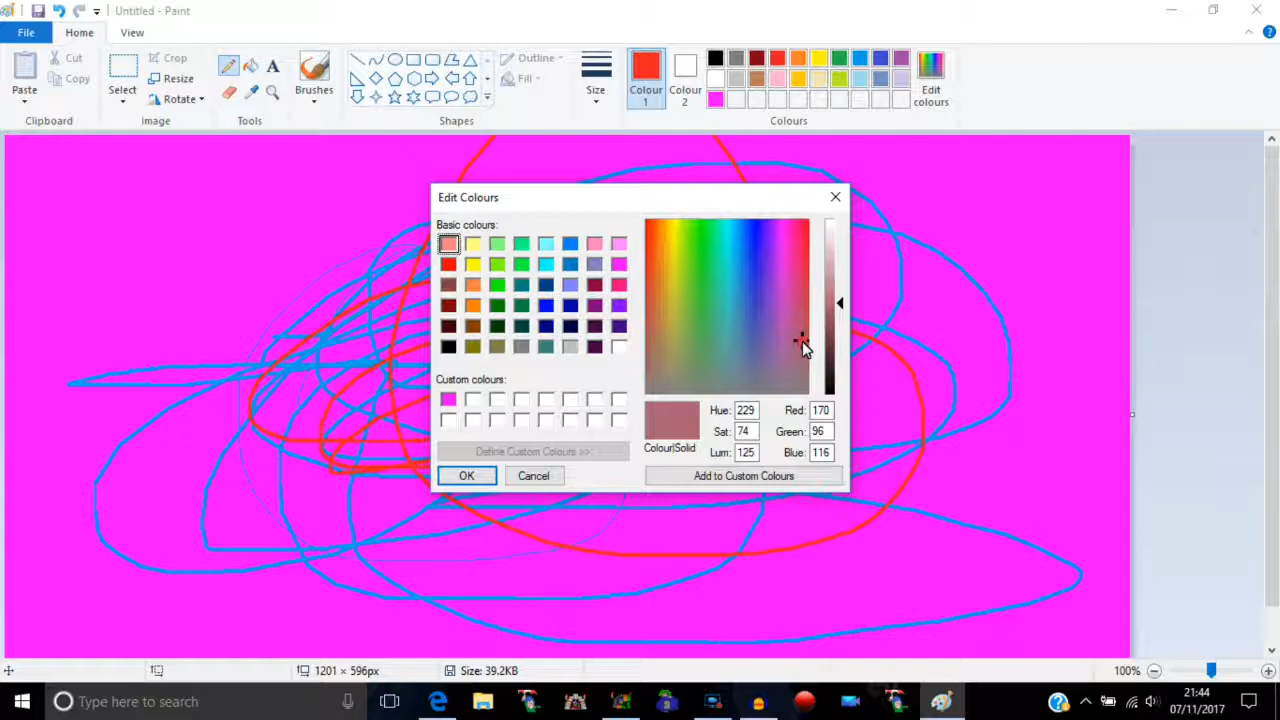 Untitled - Paint
File Home View
Paste Cut Copy
Clipboard
Select Crop Resize Rotate
Image
A
Tools
Brushes
Outline Fill
Shapes
Size
Colour 1
Colour 2
Edit colours
Colours
Edit Colours
Basic colours:
Custom colours:
Define Custom Colours >>
OK Cancel
Colour|Solid
Hue: 229 Red: 170
Sat: 74 Green: 96
Lum: 125 Blue: 116
Add to Custom Colours
1201 × 596px Size: 39.2KB 100%
Type here to search
21:44
07/11/2017